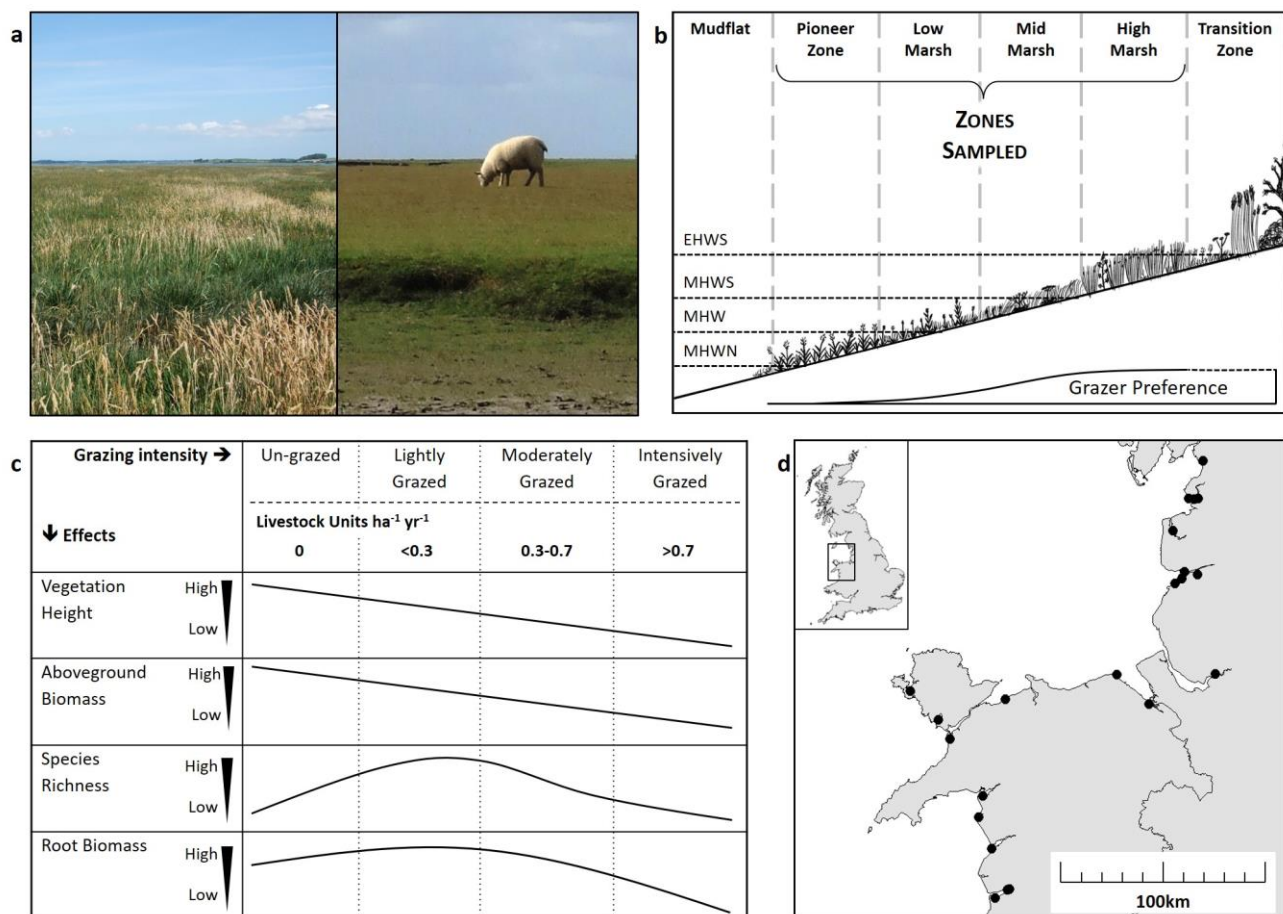 a
b
Mudflat
Pioneer
Zone
Low
Marsh
Mid
Marsh
High
Marsh
Transition
Zone
ZONES
SAMPLED
EHWS
MHWS
MHW
MHWN
Grazer Preference
c
Grazing intensity →
Un-grazed
Lightly
Grazed
Moderately
Grazed
Intensively
Grazed
Livestock Units ha⁻¹ yr⁻¹
↓ Effects
0
<0.3
0.3-0.7
>0.7
Vegetation
Height
High
Low
Aboveground
Biomass
High
Low
Species
Richness
High
Low
Root Biomass
High
Low
d
100km